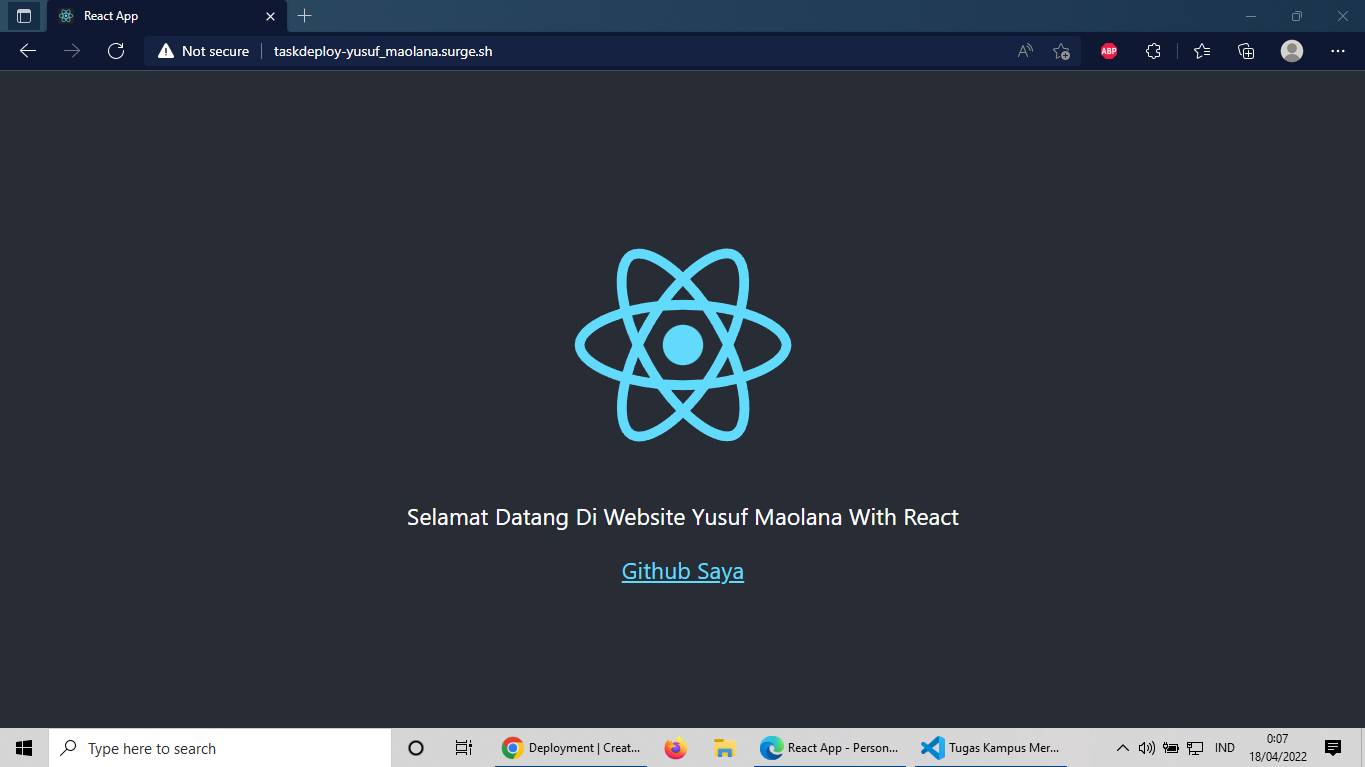 React App
Not secure
taskdeploy-yusuf_maolana.surge.sh
ABP
Selamat Datang Di Website Yusuf Maolana With React
Github Saya
Type here to search
Deployment | Creat...
React App - Person...
Tugas Kampus Mer...
IND
0:07
18/04/2022